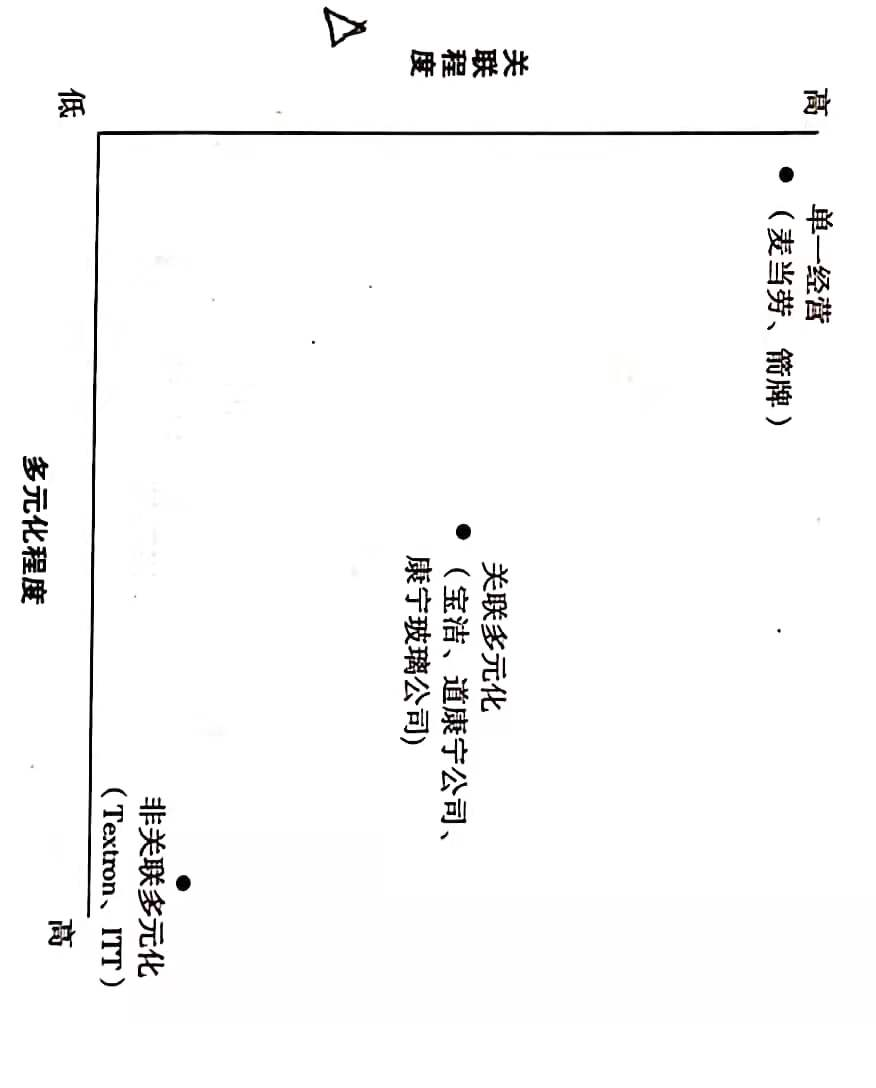 高
单一经营
（麦当劳、箭牌）
关联程度
关联多元化
（宝洁、道康宁公司、
康宁玻璃公司)
非关联多元化
（Textron、ITT）
低
高
多元化程度